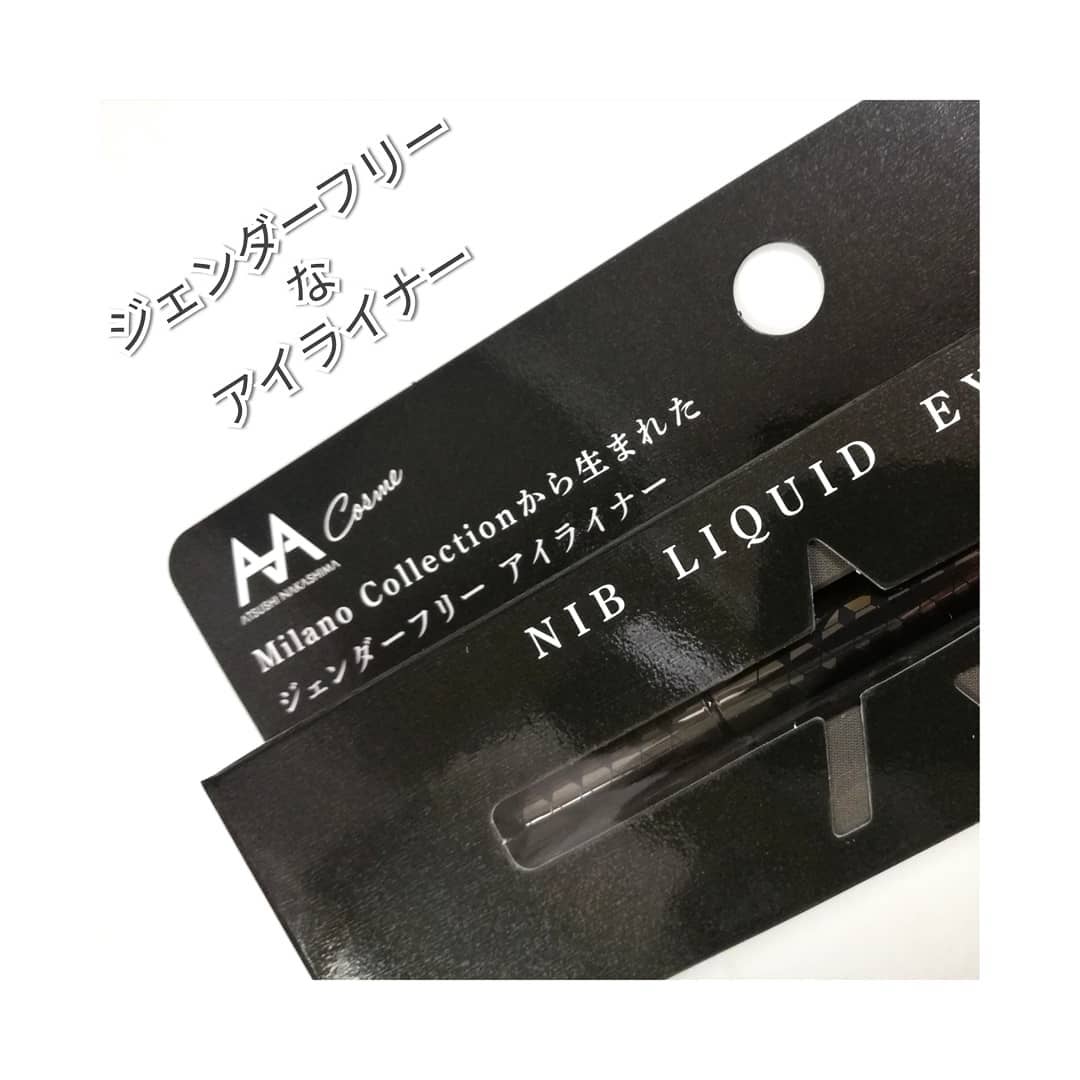 ジェンダーフリー
な
アイライナー
AA Cosme
ATSUSHI NAKASHIMA
Milano Collectionから生まれた
ジェンダーフリー アイライナー
NIB LIQUID